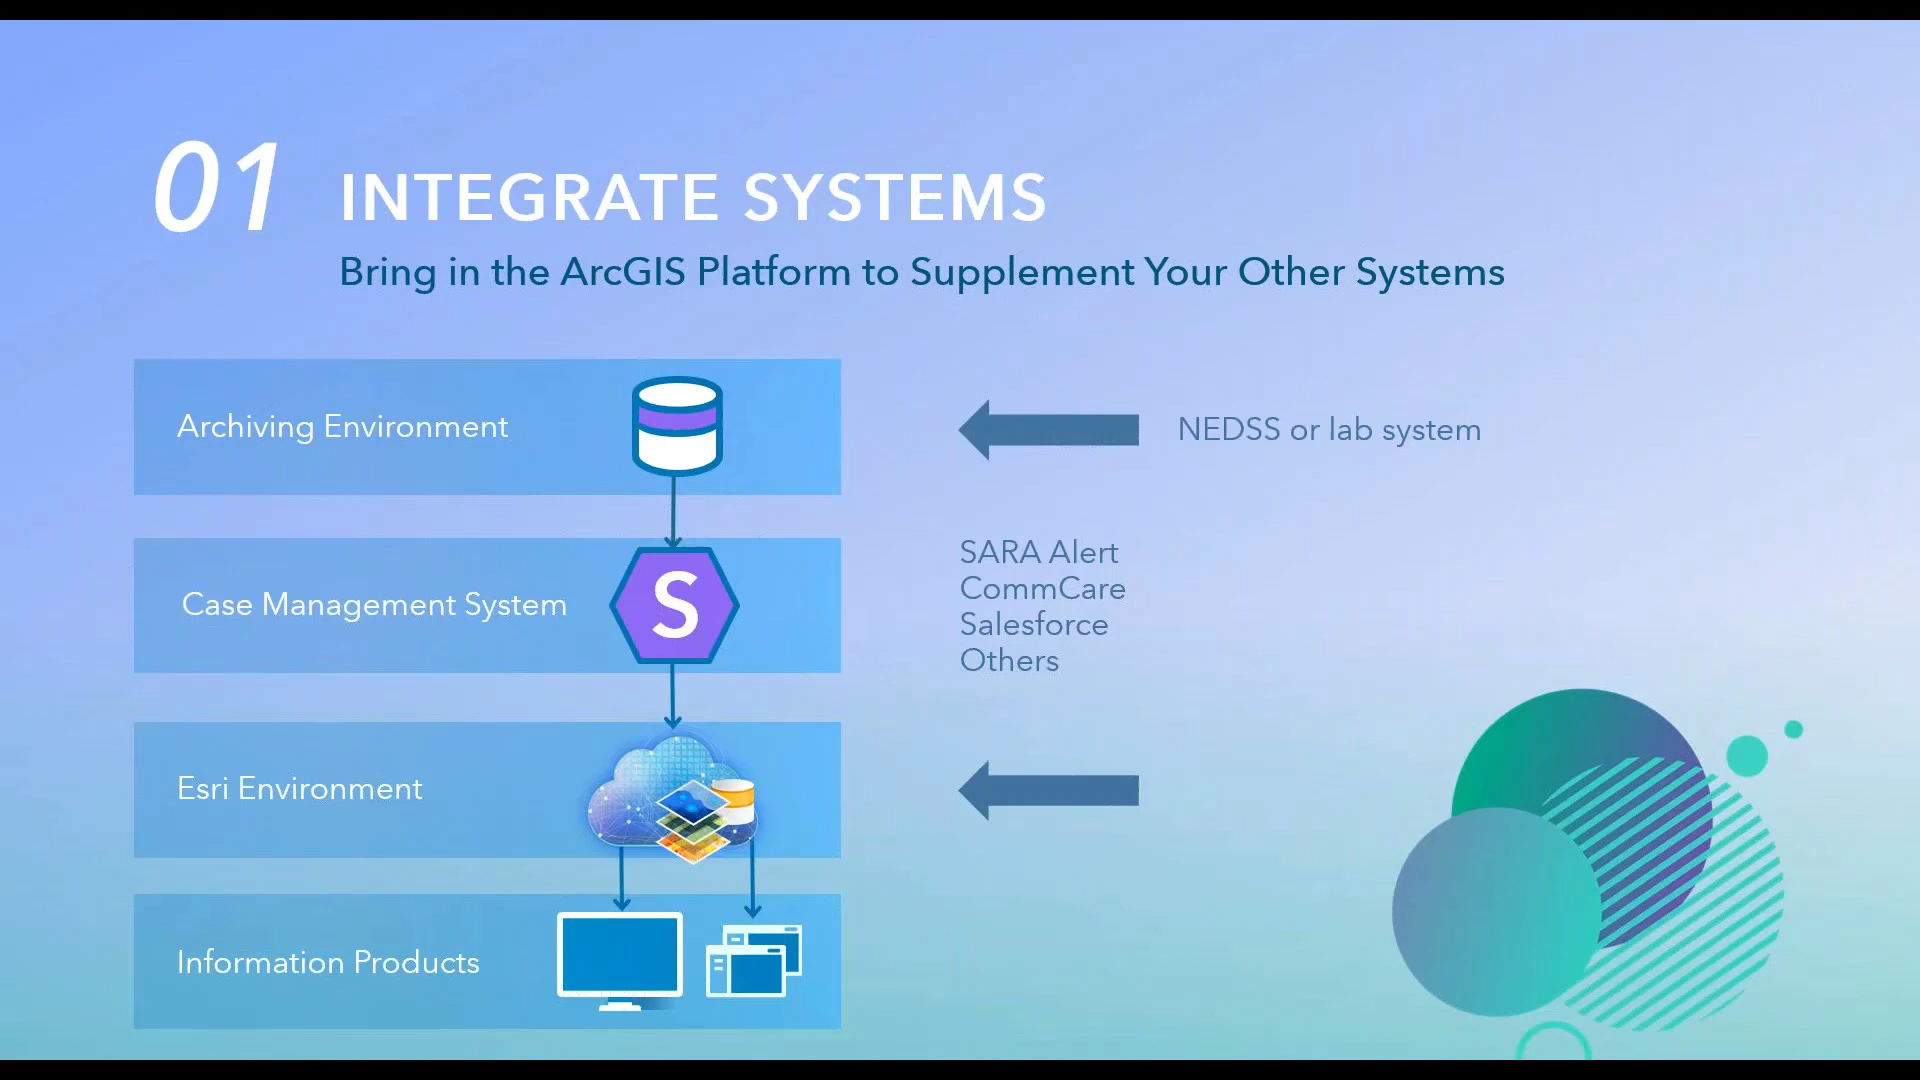 01
INTEGRATE SYSTEMS
Bring in the ArcGIS Platform to Supplement Your Other Systems
Archiving Environment
NEDSS or lab system
Case Management System
S
SARA Alert
CommCare
Salesforce
Others
Esri Environment
Information Products